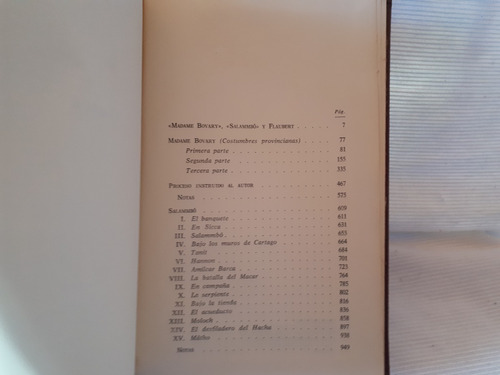 Pág.
«Madame Bovary», «Salammbô» y Flaubert . . . . . 7
Madame Bovary (Costumbres provincianas) . . . . 77
Primera parte . . . . . . . . . . 81
Segunda parte . . . . . . . . . . 155
Tercera parte . . . . . . . . . . 335
Proceso instruido al autor . . . . . . . 467
Notas . . . . . . . . . . . . 571
Salammbô . . . . . . . . . . . 609
I. El banquete . . . . . . . . . 611
II. En Sicca . . . . . . . . . . 631
III. Salammbô . . . . . . . . . 653
IV. Bajo los muros de Cartago . . . . . 664
V. Tanit . . . . . . . . . . . 684
VI. Hannon . . . . . . . . . . 701
VII. Amílcar Barca . . . . . . . . 723
VIII. La batalla del Macar . . . . . . 764
IX. En campaña . . . . . . . . . 785
X. La serpiente . . . . . . . . . 802
XI. Bajo la tienda . . . . . . . . 816
XII. El acueducto . . . . . . . . 836
XIII. Moloch . . . . . . . . . . 858
XIV. El desfiladero del Hacha . . . . . 897
XV. Mâtho . . . . . . . . . . 938
Notas . . . . . . . . . . . . 949